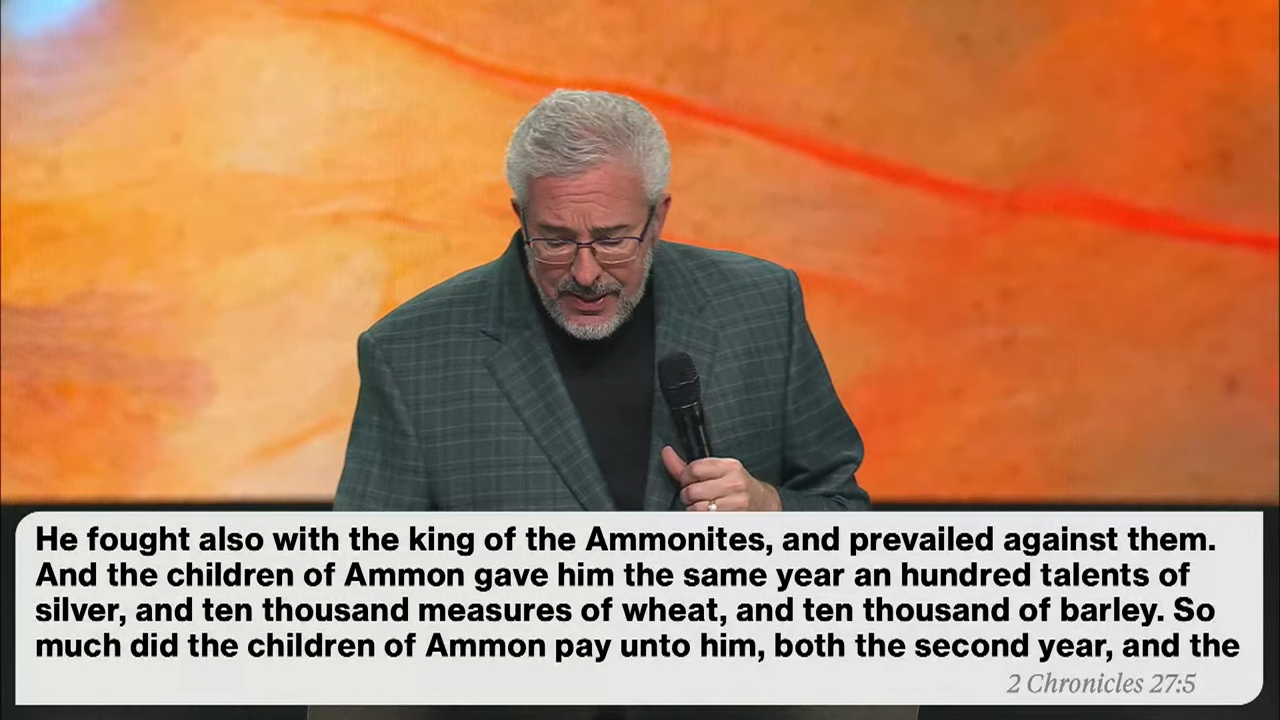 He fought also with the king of the Ammonites, and prevailed against them.
And the children of Ammon gave him the same year an hundred talents of
silver, and ten thousand measures of wheat, and ten thousand of barley. So
much did the children of Ammon pay unto him, both the second year, and the
2 Chronicles 27:5